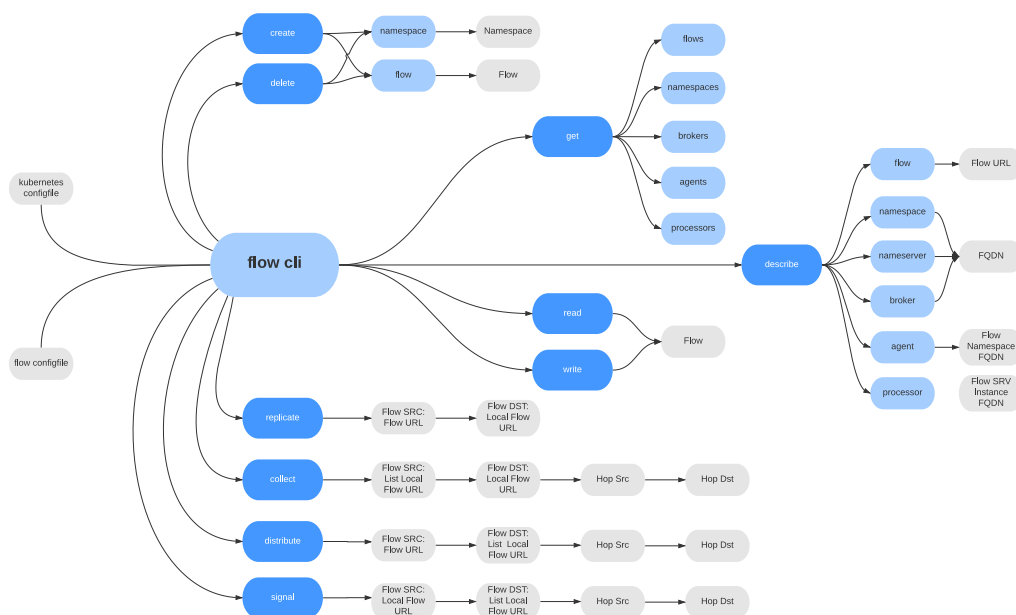 create
namespace
Namespace
delete
flow
Flow
flows
namespaces
get
brokers
agents
processors
kubernetes
configfile
flow cli
flow configfile
describe
flow
Flow URL
namespace
nameserver
FQDN
broker
agent
Flow
Namespace
FQDN
processor
Flow SRV
Instance
FQDN
read
write
Flow
replicate
Flow SRC:
Flow URL
Flow DST:
Local Flow
URL
collect
Flow SRC:
List Local
Flow URL
Flow DST:
Local Flow
URL
Hop Src
Hop Dst
distribute
Flow SRC:
Flow URL
Flow DST:
List Local
Flow URL
Hop Src
Hop Dst
signal
Flow SRC:
Local Flow
URL
Flow DST:
List Local
Flow URL
Hop Src
Hop Dst